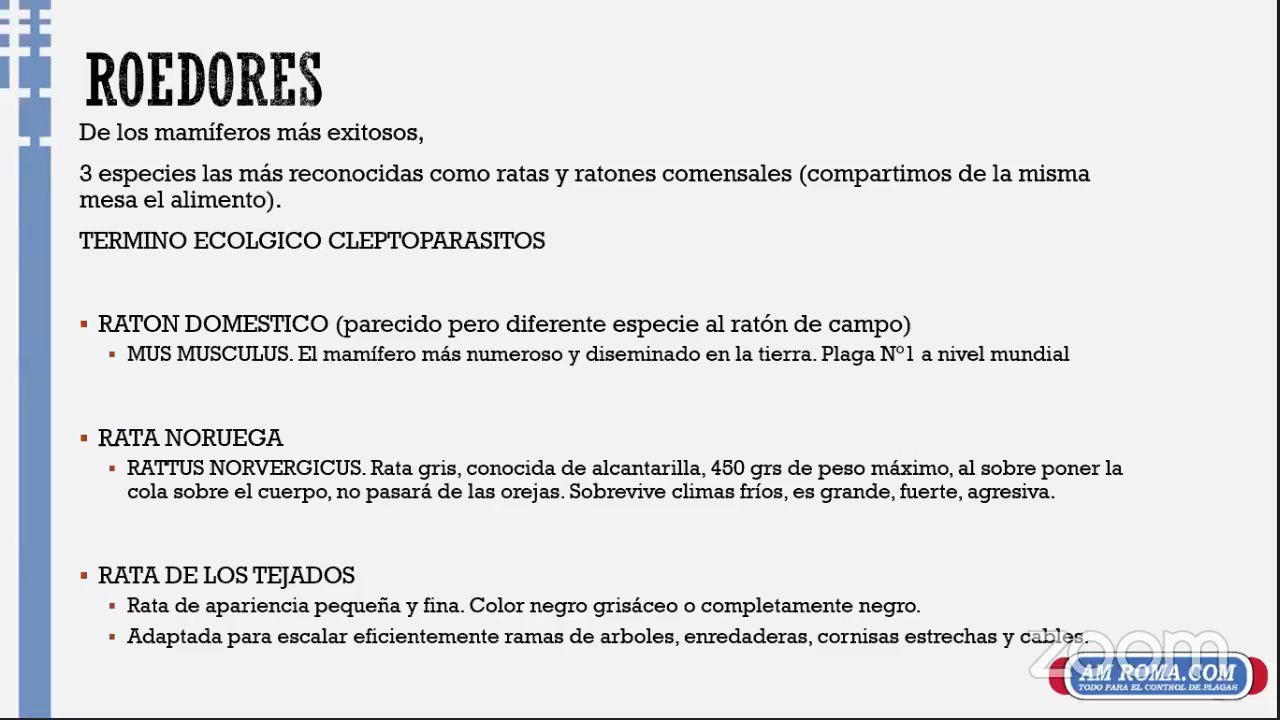 ROEDORES
De los mamíferos más exitosos,
3 especies las más reconocidas como ratas y ratones comensales (compartimos de la misma
mesa el alimento).
TERMINO ECOLGICO CLEPTOPARASITOS
▪ RATON DOMESTICO (parecido pero diferente especie al ratón de campo)
▪ MUS MUSCULUS. El mamífero más numeroso y diseminado en la tierra. Plaga Nº1 a nivel mundial
▪ RATA NORUEGA
▪ RATTUS NORVERGICUS. Rata gris, conocida de alcantarilla, 450 grs de peso máximo, al sobre poner la
cola sobre el cuerpo, no pasará de las orejas. Sobrevive climas fríos, es grande, fuerte, agresiva.
▪ RATA DE LOS TEJADOS
▪ Rata de apariencia pequeña y fina. Color negro grisáceo o completamente negro.
▪ Adaptada para escalar eficientemente ramas de arboles, enredaderas, cornisas estrechas y cables.
zoom
AM ROMA.COM
TODO PARA EL CONTROL DE PLAGAS